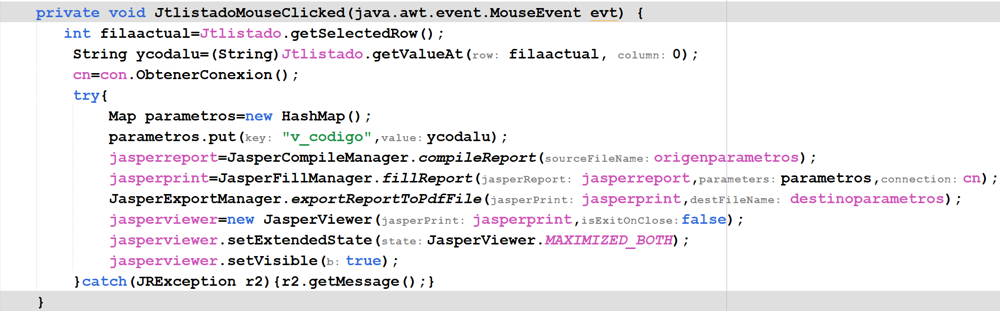 private void JtlistadoMouseClicked(java.awt.event.MouseEvent evt) {
int filaactual=Jtlistado.getSelectedRow();
String ycodalu=(String)Jtlistado.getValueAt(row: filaactual, column: 0);
cn=con.ObtenerConexion();
try{
Map parametros=new HashMap();
parametros.put(key: "v_codigo",value: ycodalu);
jasperreport=JasperCompileManager.compileReport(sourceFileName: origenparametros);
jasperprint=JasperFillManager.fillReport(jasperReport: jasperreport,parameters: parametros,connection: cn);
JasperExportManager.exportReportToPdfFile(jasperPrint: jasperprint,destFileName: destinoparametros);
jasperviewer=new JasperViewer(jasperPrint: jasperprint,isExitOnClose: false);
jasperviewer.setExtendedState(state: JasperViewer.MAXIMIZED_BOTH);
jasperviewer.setVisible(b: true);
}catch(JRException r2){r2.getMessage();}
}